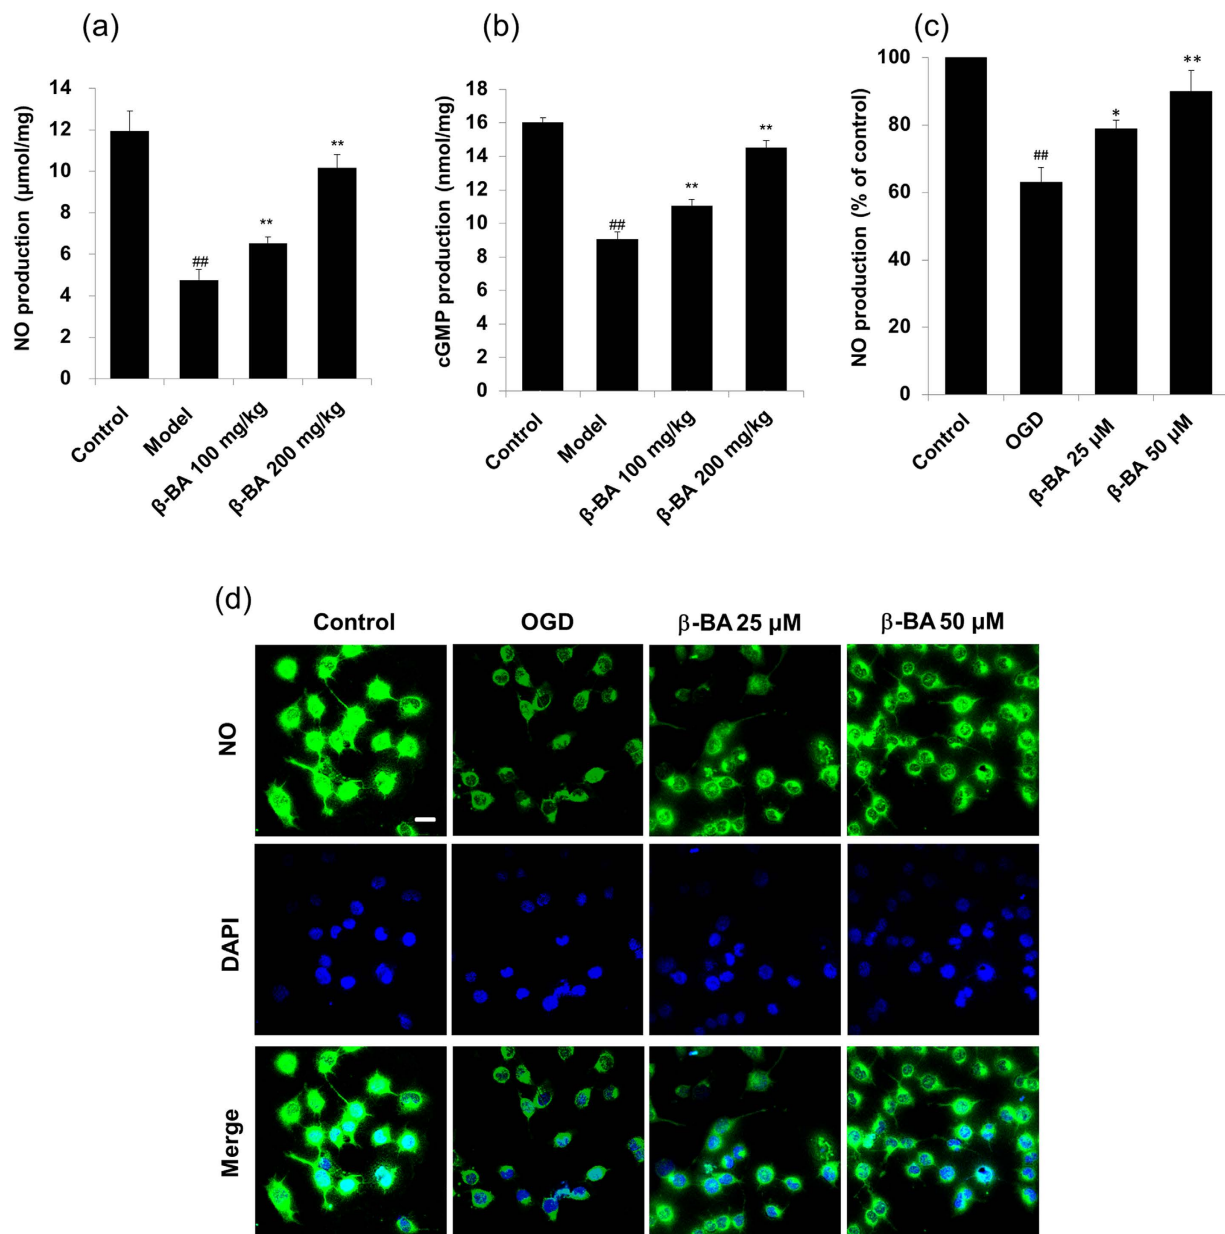 (a)
NO production (µmol/mg)
14
12
10
8
6
4
2
0
##
**
**
Control
Model
β-BA 100 mg/kg
β-BA 200 mg/kg
(b)
cGMP production (nmol/mg)
18
16
14
12
10
8
6
4
2
0
##
**
**
Control
Model
β-BA 100 mg/kg
β-BA 200 mg/kg
(c)
NO production (% of control)
100
80
60
40
20
0
##
*
**
Control
OGD
β-BA 25 µM
β-BA 50 µM
(d)
Control
OGD
β-BA 25 µM
β-BA 50 µM
NO
DAPI
Merge